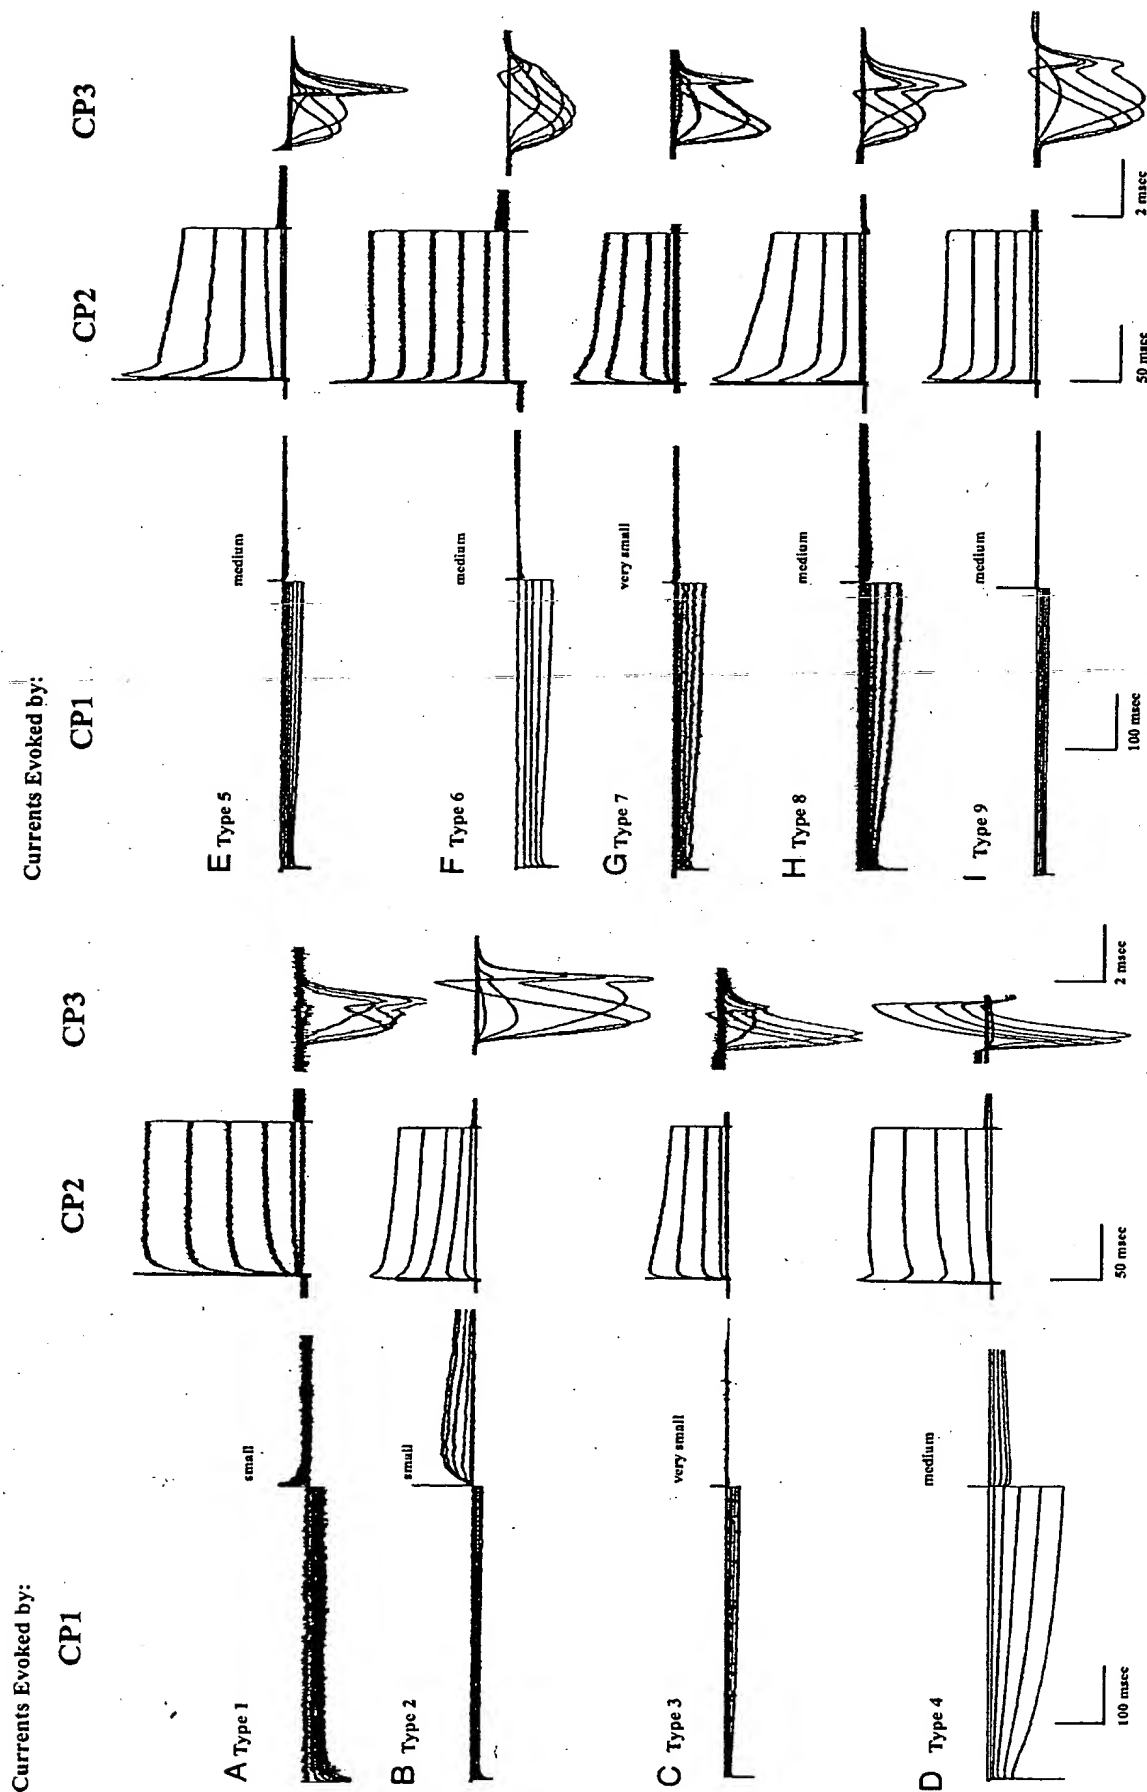 Currents Evoked by:
CP1
CP2
CP3
A Type 1
small
B Type 2
small
C Type 3
very small
D Type 4
medium
100 msec
50 msec
2 msec
Currents Evoked by:
CP1
CP2
CP3
E Type 5
medium
F Type 6
medium
G Type 7
very small
H Type 8
medium
I Type 9
medium
100 msec
50 msec
2 msec